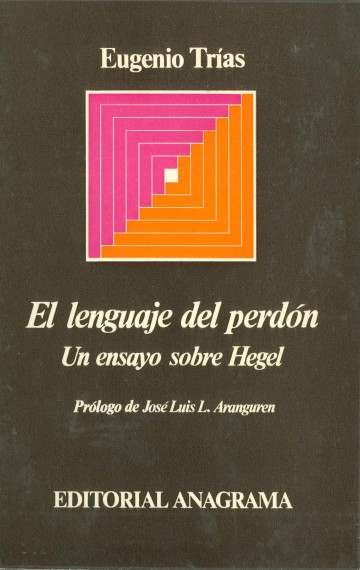 Eugenio Trías
El lenguaje del perdón
Un ensayo sobre Hegel
Prólogo de José Luis L. Aranguren
EDITORIAL ANAGRAMA